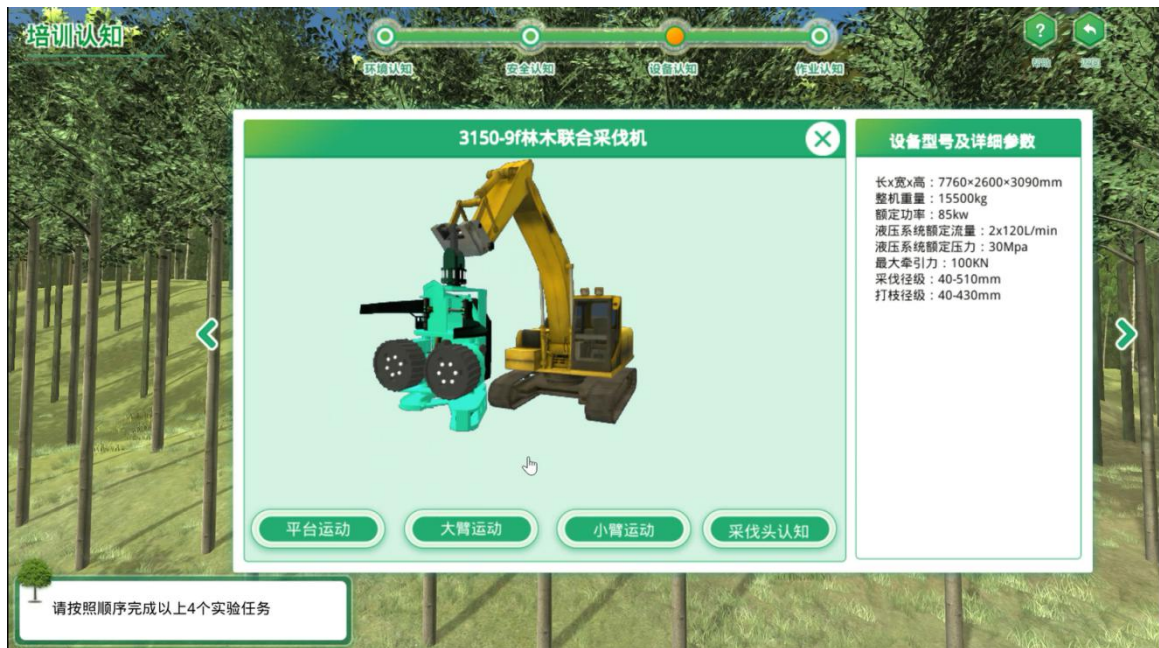 培训认知
环境认知
安全认知
设备认知
作业认知
?
帮助
返回
3150-9f林木联合采伐机
设备型号及详细参数
长x宽x高：7760×2600×3090mm
整机重量：15500kg
额定功率：85kw
液压系统额定流量：2x120L/min
液压系统额定压力：30Mpa
最大牵引力：100KN
采伐径级：40-510mm
打枝径级：40-430mm
平台运动
大臂运动
小臂运动
采伐头认知
请按照顺序完成以上4个实验任务